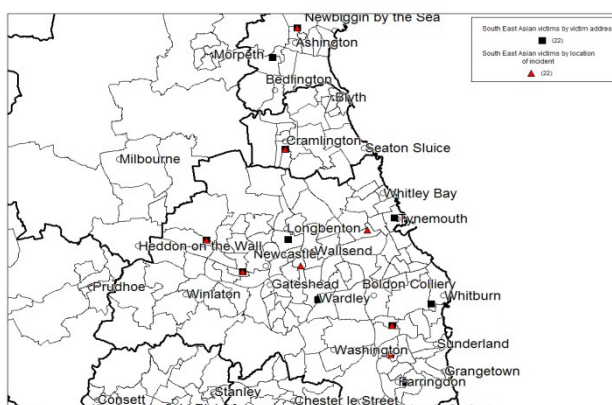 Newbiggin by the Sea
South East Asian victims by victim addres
(22)
South East Asian victims by location
of incident
(22)
Ashington
Morpeth
Bedlington
Blyth
Cramlington
Seaton Sluice
Milbourne
Whitley Bay
Tynemouth
Longbenton
Heddon on the Wall
Newcastle
Wallsend
Prudhoe
Winlaton
Gateshead
Boldon Colliery
Wardley
Whitburn
Washington
Sunderland
Grangetown
Farringdon
Consett
Stanley
Chester le Street